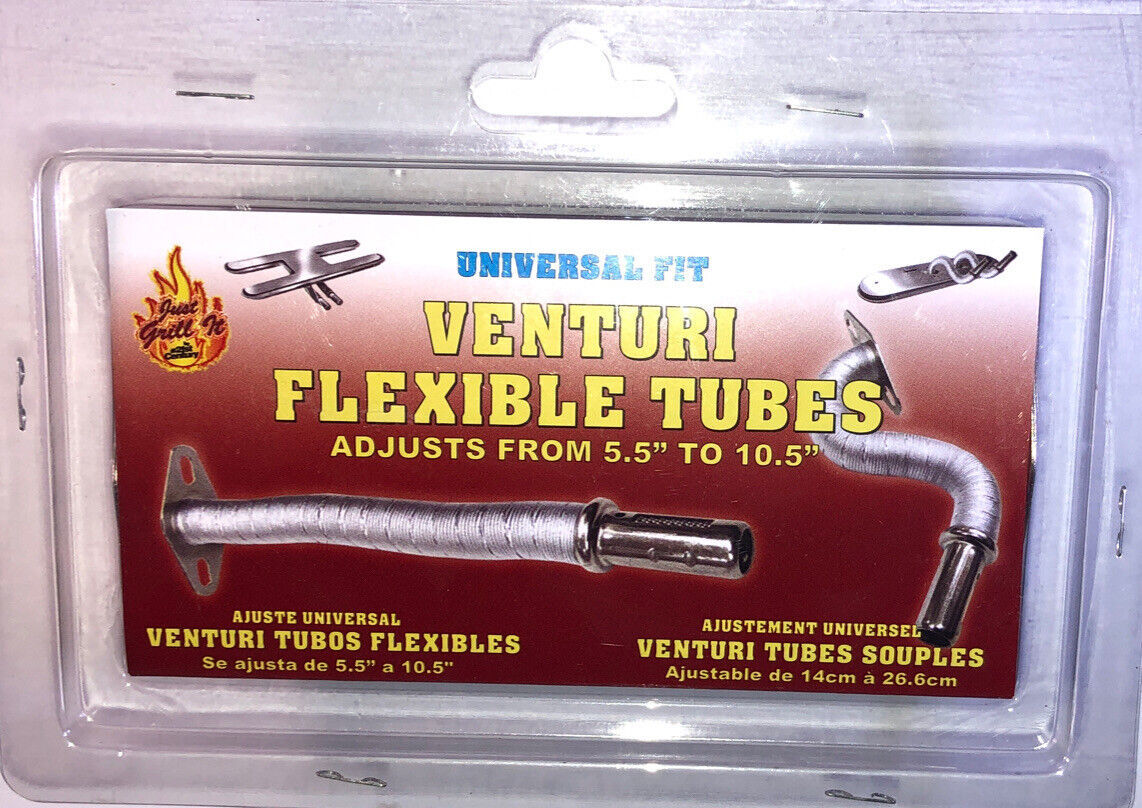 UNIVERSAL FIT
VENTURI
FLEXIBLE TUBES
ADJUSTS FROM 5.5” TO 10.5”
Just
Grill It
Century
AJUSTE UNIVERSAL
VENTURI TUBOS FLEXIBLES
Se ajusta de 5.5” a 10.5"
AJUSTEMENT UNIVERSEL
VENTURI TUBES SOUPLES
Ajustable de 14cm à 26.6cm